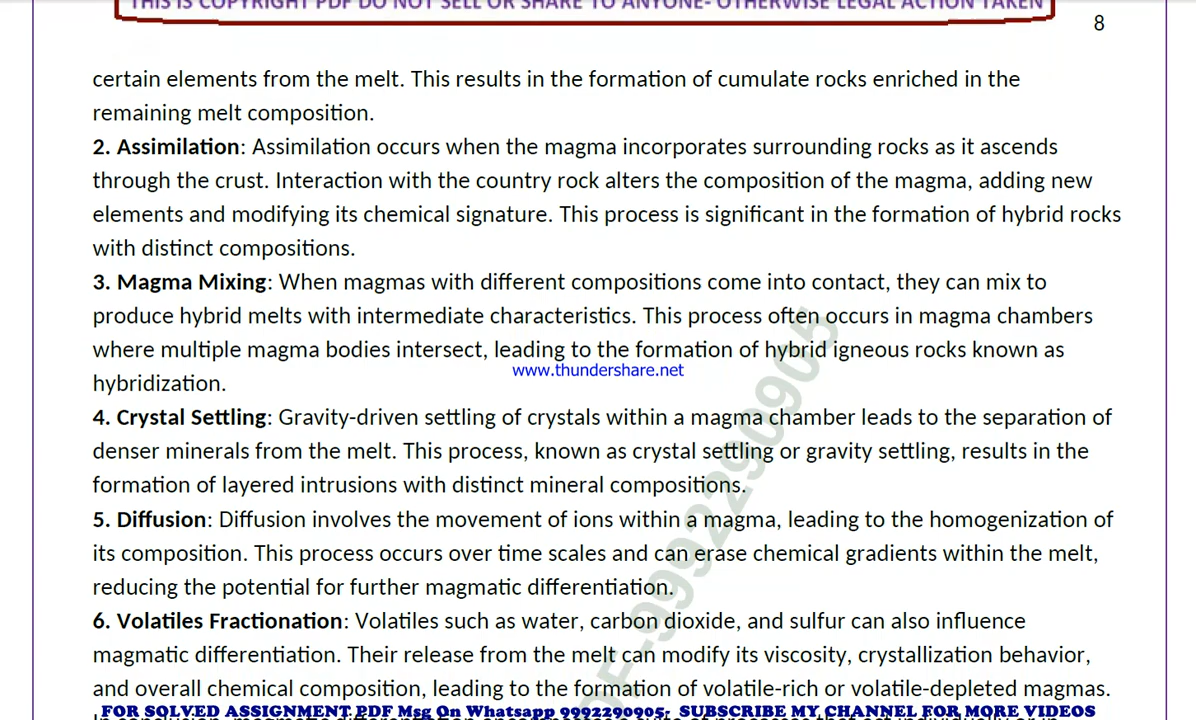 THIS IS COPYRIGHT PDF DO NOT SELL OR SHARE TO ANYONE- OTHERWISE LEGAL ACTION TAKEN
8
certain elements from the melt. This results in the formation of cumulate rocks enriched in the
remaining melt composition.
2. Assimilation: Assimilation occurs when the magma incorporates surrounding rocks as it ascends
through the crust. Interaction with the country rock alters the composition of the magma, adding new
elements and modifying its chemical signature. This process is significant in the formation of hybrid rocks
with distinct compositions.
3. Magma Mixing: When magmas with different compositions come into contact, they can mix to
produce hybrid melts with intermediate characteristics. This process often occurs in magma chambers
where multiple magma bodies intersect, leading to the formation of hybrid igneous rocks known as
www.thundershare.net
hybridization.
4. Crystal Settling: Gravity-driven settling of crystals within a magma chamber leads to the separation of
denser minerals from the melt. This process, known as crystal settling or gravity settling, results in the
formation of layered intrusions with distinct mineral compositions.
5. Diffusion: Diffusion involves the movement of ions within a magma, leading to the homogenization of
its composition. This process occurs over time scales and can erase chemical gradients within the melt,
reducing the potential for further magmatic differentiation.
6. Volatiles Fractionation: Volatiles such as water, carbon dioxide, and sulfur can also influence
magmatic differentiation. Their release from the melt can modify its viscosity, crystallization behavior,
and overall chemical composition, leading to the formation of volatile-rich or volatile-depleted magmas.
DF-9992290905
FOR SOLVED ASSIGNMENT PDF Msg On Whatsapp 9992290905- SUBSCRIBE MY CHANNEL FOR MORE VIDEOS